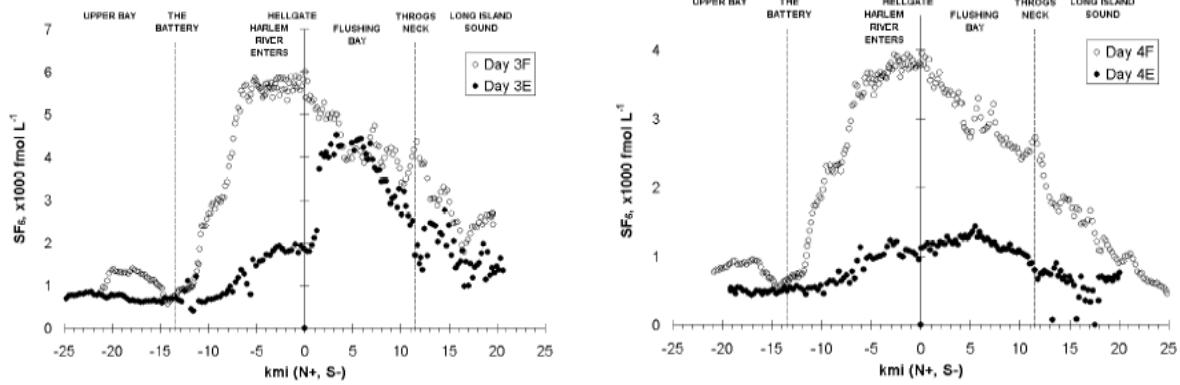 UPPER BAY
THE
BATTERY
HELLGATE
HARLEM
RIVER
ENTERS
FLUSHING
BAY
THROGS
NECK
LONG ISLAND
SOUND
7
6
5
4
3
2
1
0
SF6, x1000 fmol L-1
Day 3F
Day 3E
-25 -20 -15 -10 -5 0 5 10 15 20 25
kmi (N+, S-)
UPPER BAY
THE
BATTERY
HELLGATE
HARLEM
RIVER
ENTERS
FLUSHING
BAY
THROGS
NECK
LONG ISLAND
SOUND
4
3
2
1
0
SF6, x1000 fmol L-1
Day 4F
Day 4E
-25 -20 -15 -10 -5 0 5 10 15 20 25
kmi (N+, S-)